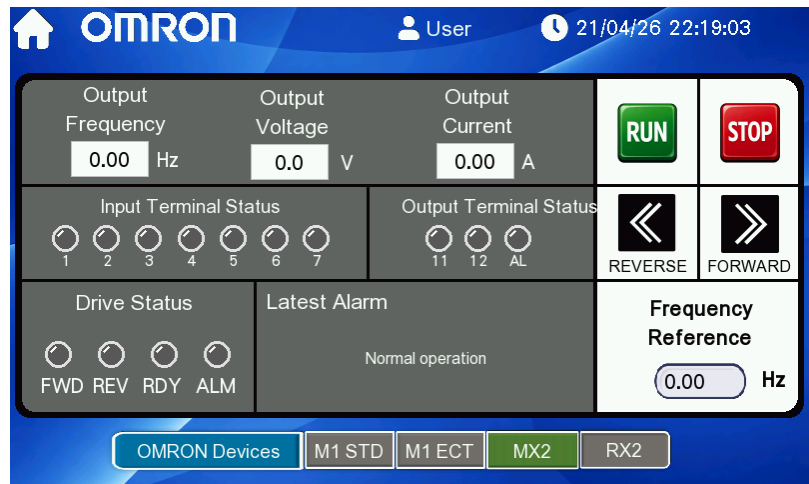 OMRON
User
21/04/26 22:19:03
Output
Frequency
0.00 Hz
Output
Voltage
0.0 V
Output
Current
0.00 A
RUN
STOP
Input Terminal Status
1 2 3 4 5 6 7
Output Terminal Status
11 12 AL
REVERSE
FORWARD
Drive Status
FWD REV RDY ALM
Latest Alarm
Normal operation
Frequency
Reference
0.00 Hz
OMRON Devices
M1 STD
M1 ECT
MX2
RX2